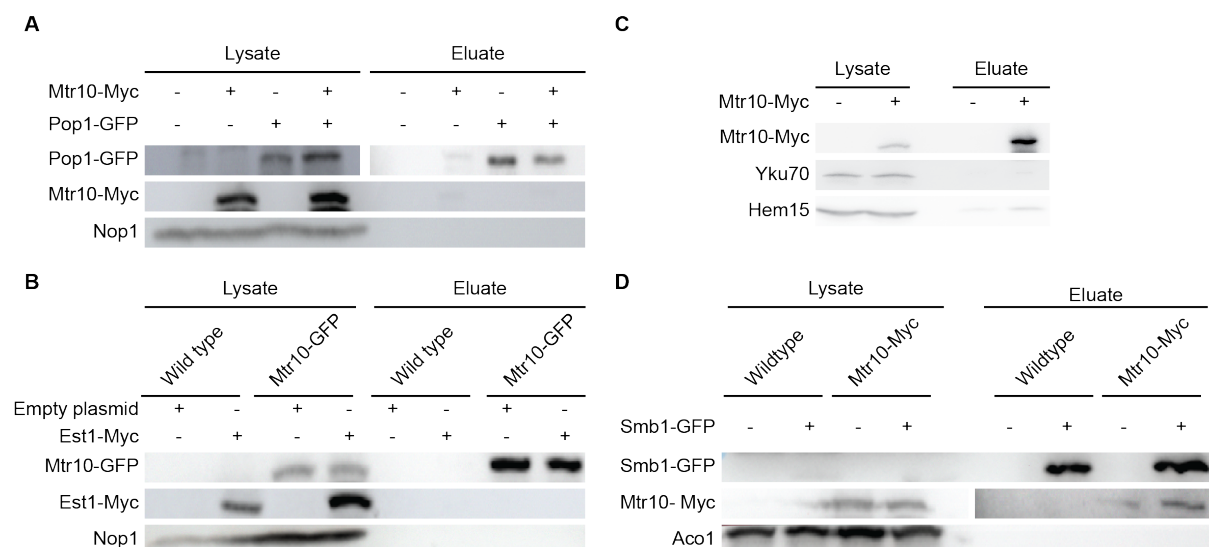 A
Lysate Eluate
Mtr10-Myc - + - + - + - +
Pop1-GFP - - + + - - + +
Pop1-GFP
Mtr10-Myc
Nop1
B
Lysate Eluate
Wild type Mtr10-GFP Wild type Mtr10-GFP
Empty plasmid + - + - + - + -
Est1-Myc - + - + - + - +
Mtr10-GFP
Est1-Myc
Nop1
C
Lysate Eluate
Mtr10-Myc - + - +
Mtr10-Myc
Yku70
Hem15
D
Lysate Eluate
Wildtype Mtr10-Myc Wildtype Mtr10-Myc
Smb1-GFP - + - + - + - +
Smb1-GFP
Mtr10- Myc
Aco1